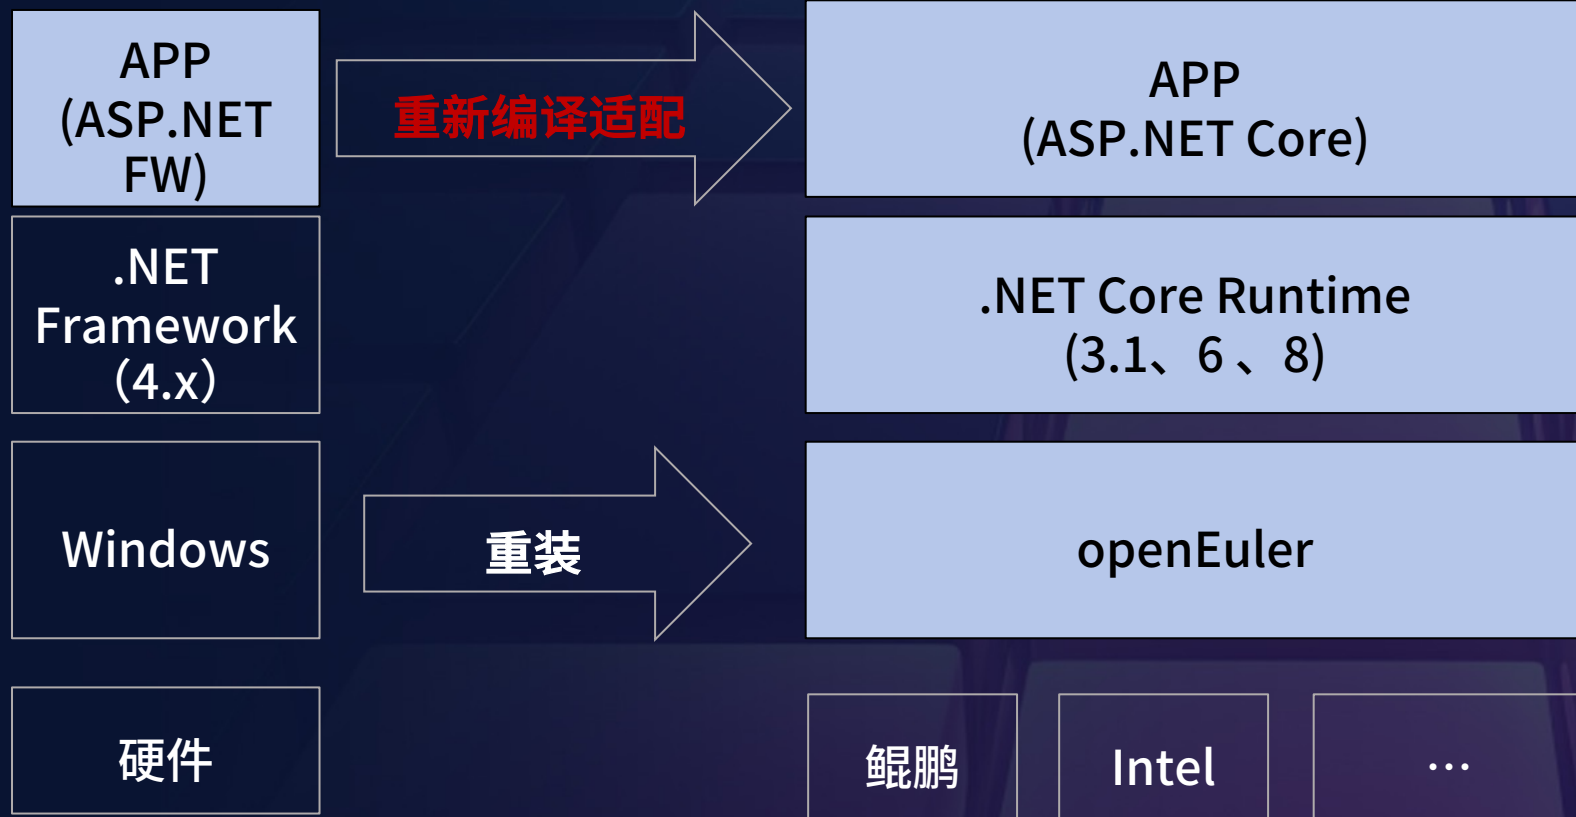 APP
(ASP.NET
FW)
重新编译适配
APP
(ASP.NET Core)
.NET
Framework
（4.x）
.NET Core Runtime
(3.1、6 、8)
Windows
重装
openEuler
硬件
鲲鹏
Intel
…